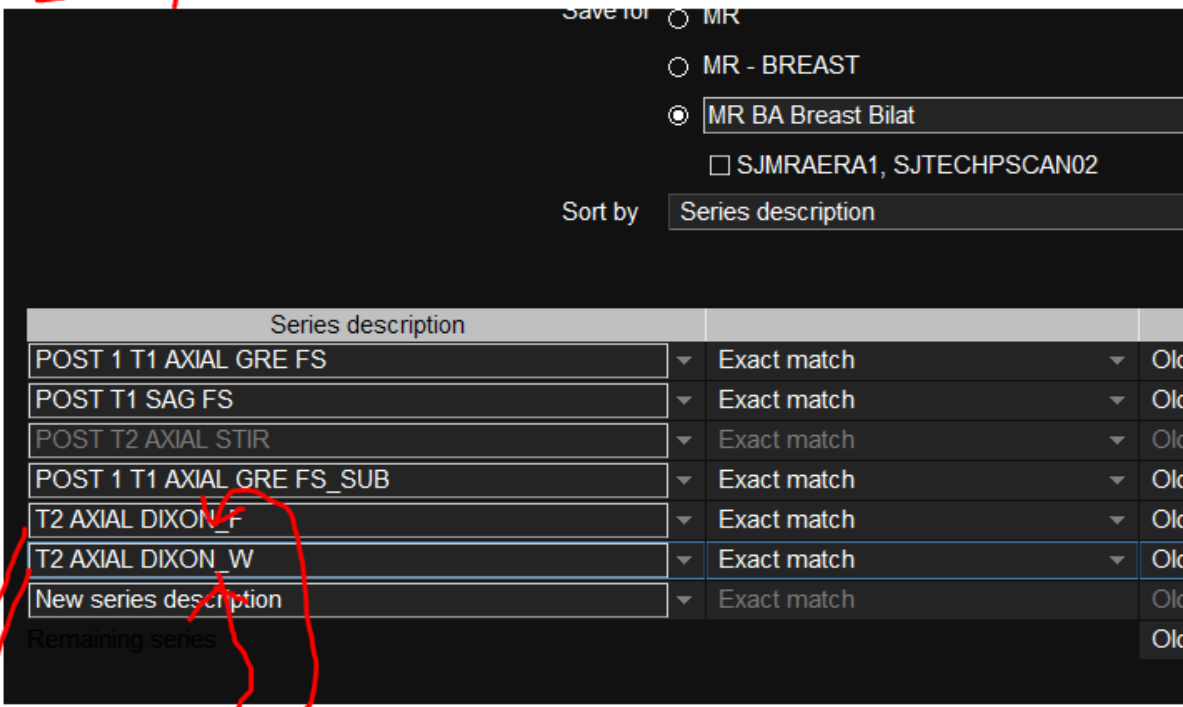 Save for MR
MR - BREAST
MR BA Breast Bilat
SJMRAERA1, SJTECHPSCAN02
Sort by Series description
Series description
POST 1 T1 AXIAL GRE FS Exact match
POST T1 SAG FS Exact match
POST T2 AXIAL STIR Exact match
POST 1 T1 AXIAL GRE FS_SUB Exact match
T2 AXIAL DIXON_F Exact match
T2 AXIAL DIXON_W Exact match
New series description Exact match
Remaining series